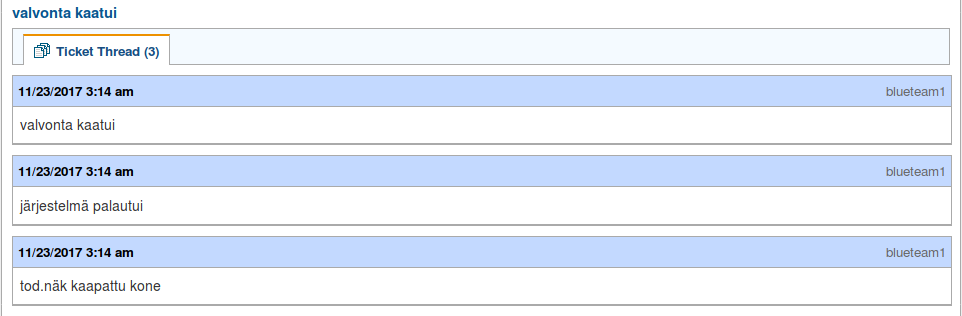 valvonta kaatui
Ticket Thread (3)
11/23/2017 3:14 am blueteam1
valvonta kaatui
11/23/2017 3:14 am blueteam1
järjestelmä palautui
11/23/2017 3:14 am blueteam1
tod.näk kaapattu kone